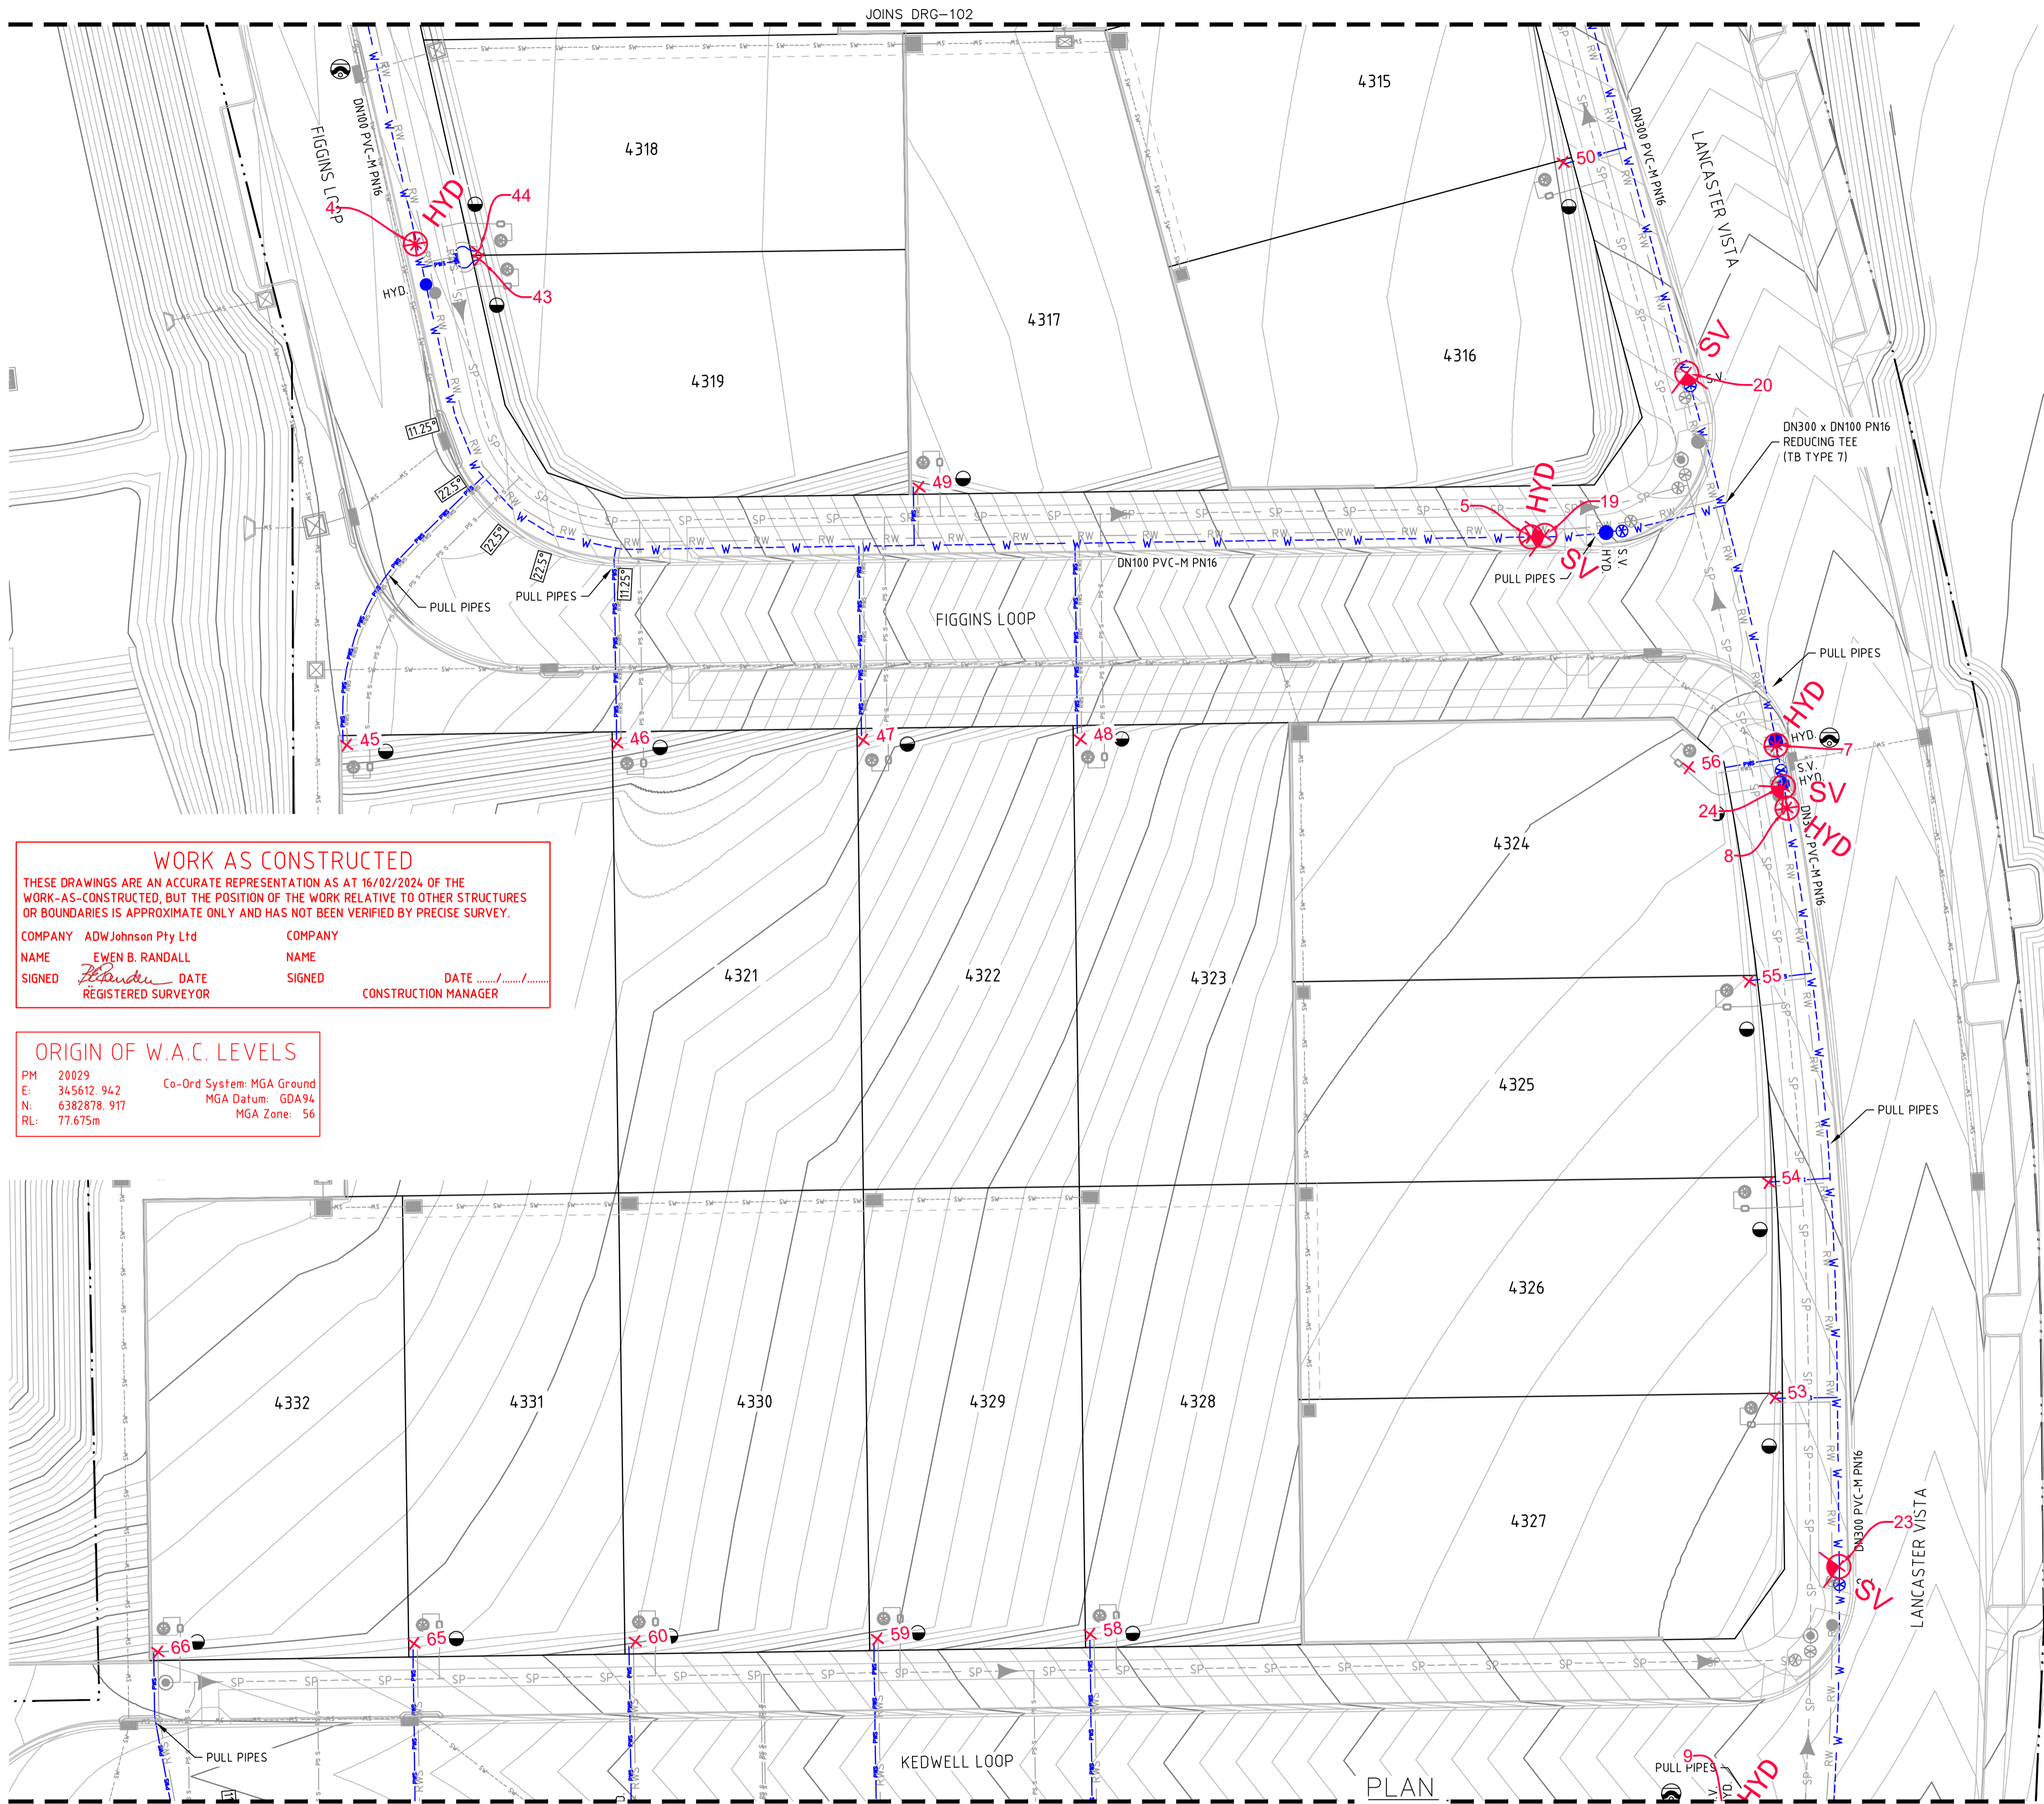 JOINS DRG-102
FIGGINS LOOP
DN100 PVC-M PN16
4318
4315
DN300 PVC-M PN16
LANCASTER VISTA
50
44
HYD
43
HYD.
4317
4316
4319
SV
S.V.
20
11.25°
22.5°
22.5°
22.5°
11.25°
DN300 x DN100 PN16
REDUCING TEE
(TB TYPE 7)
49
5
HYD
19
SV
HYD.
S.V.
PULL PIPES
PULL PIPES
PULL PIPES
DN100 PVC-M PN16
FIGGINS LOOP
PULL PIPES
HYD
HYD.
7
45
46
47
48
56
S.V.
HYD.
SV
24
HYD
8
4324
WORK AS CONSTRUCTED
THESE DRAWINGS ARE AN ACCURATE REPRESENTATION AS AT 16/02/2024 OF THE
WORK-AS-CONSTRUCTED, BUT THE POSITION OF THE WORK RELATIVE TO OTHER STRUCTURES
OR BOUNDARIES IS APPROXIMATE ONLY AND HAS NOT BEEN VERIFIED BY PRECISE SURVEY.
COMPANY ADWJohnson Pty Ltd COMPANY
NAME EWEN B. RANDALL NAME
SIGNED DATE SIGNED DATE ....../....../......
REGISTERED SURVEYOR CONSTRUCTION MANAGER
4321
4322
4323
55
ORIGIN OF W.A.C. LEVELS
PM 20029
E: 345612.942 Co-Ord System: MGA Ground
N: 6382878.917 MGA Datum: GDA94
RL: 77.675m MGA Zone: 56
4325
PULL PIPES
54
4326
4332
4331
4330
4329
4328
53
4327
DN300 PVC-M PN16
23
SV
LANCASTER VISTA
66
65
60
59
58
PULL PIPES
KEDWELL LOOP
PLAN
9
PULL PIPES
HYD